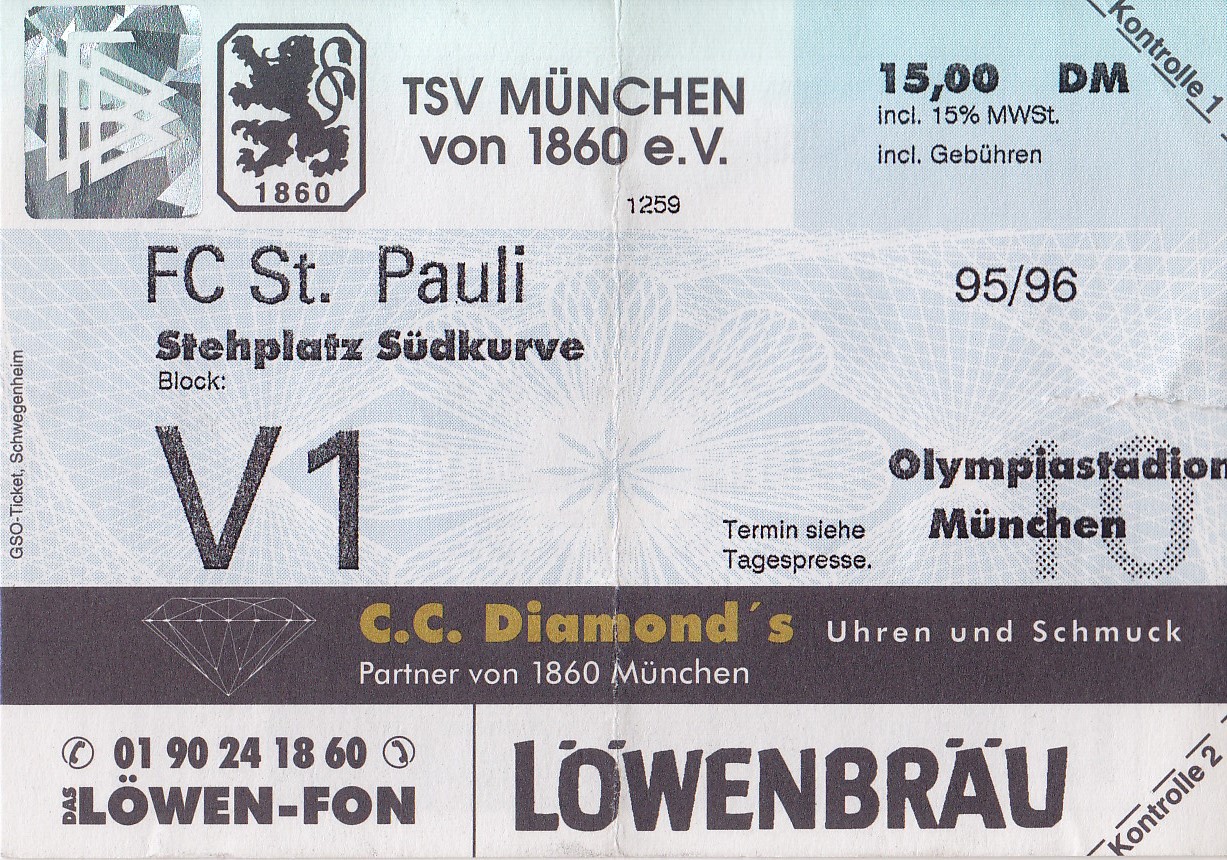 1860
TSV MÜNCHEN
von 1860 e.V.
1259
15,00 DM
incl. 15% MWSt.
incl. Gebühren
Kontrolle 1
FC St. Pauli
95/96
Stehplatz Südkurve
Block:
V1
GSO-Ticket, Schwegenheim
10
Olympiastadion
München
Termin siehe
Tagespresse.
C.C. Diamond´s Uhren und Schmuck
Partner von 1860 München
01 90 24 18 60
DAS LÖWEN-FON
LÖWENBRÄU
Kontrolle 2